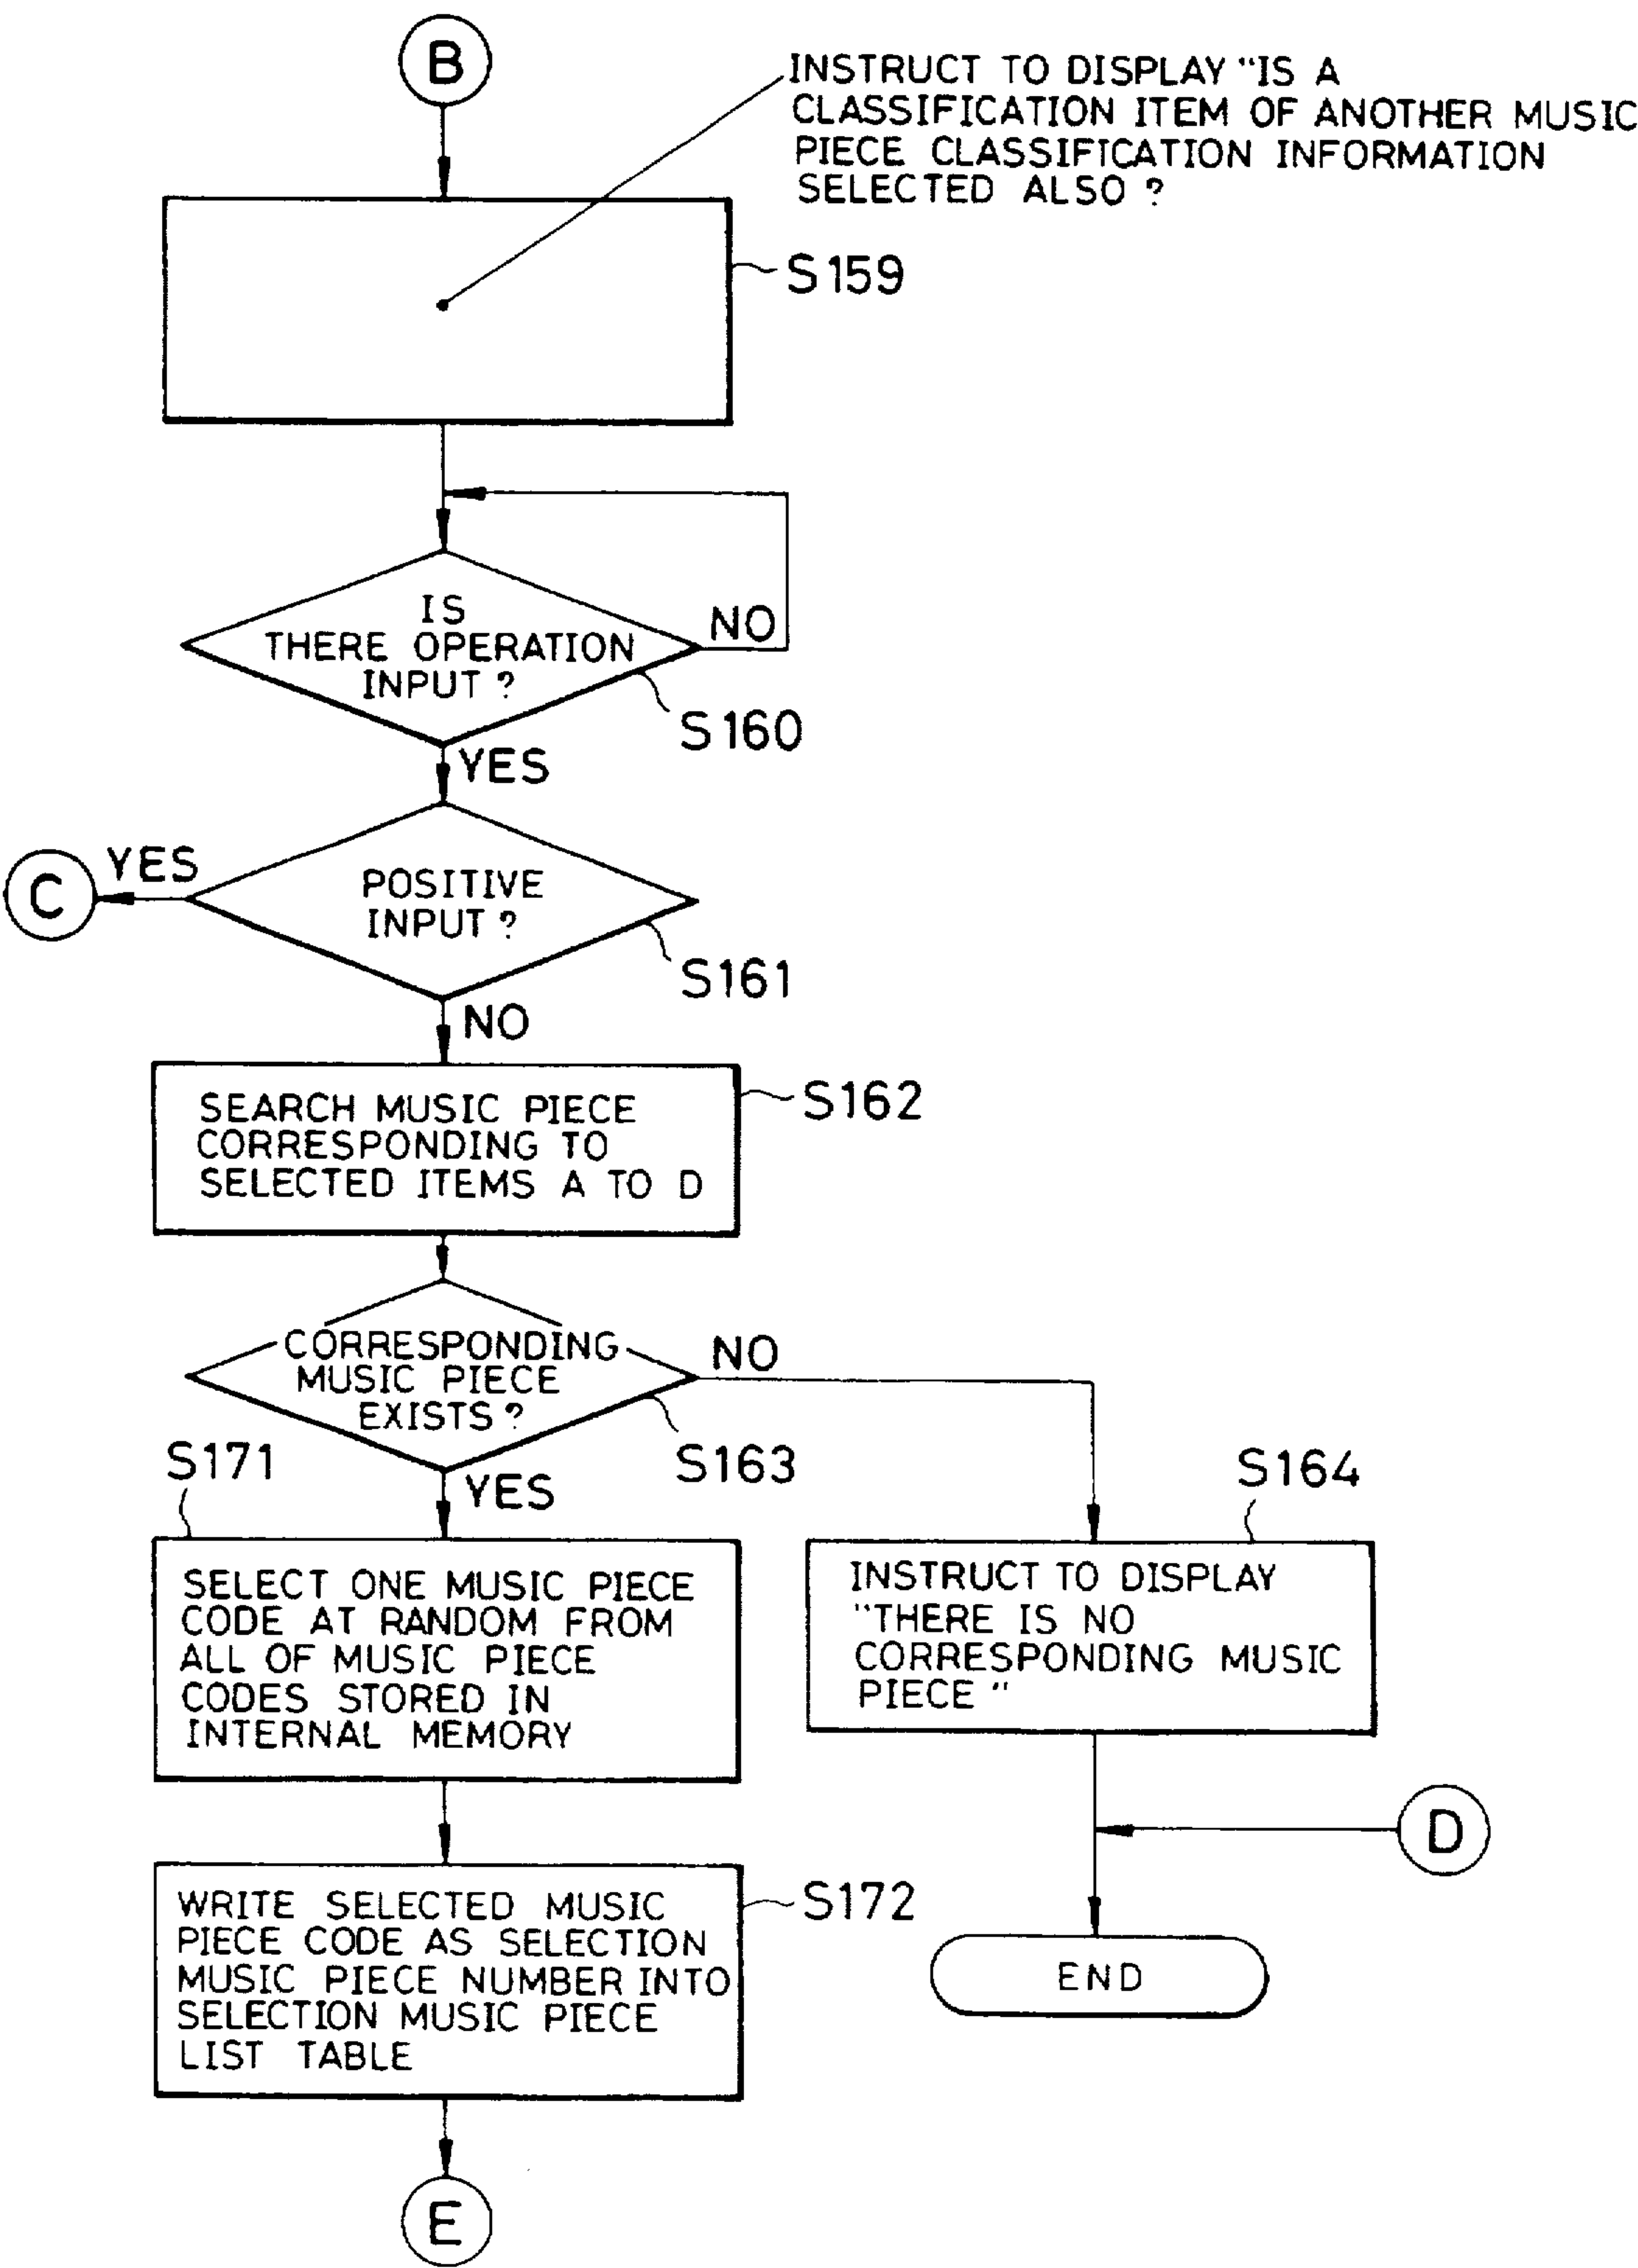 B
INSTRUCT TO DISPLAY "IS A
CLASSIFICATION ITEM OF ANOTHER MUSIC
PIECE CLASSIFICATION INFORMATION
SELECTED ALSO ?
S159
IS
THERE OPERATION
INPUT ?
NO
S160
YES
POSITIVE
INPUT ?
YES
C
S161
NO
SEARCH MUSIC PIECE
CORRESPONDING TO
SELECTED ITEMS A TO D
S162
CORRESPONDING
MUSIC PIECE
EXISTS ?
NO
S163
YES
S171
SELECT ONE MUSIC PIECE
CODE AT RANDOM FROM
ALL OF MUSIC PIECE
CODES STORED IN
INTERNAL MEMORY
S164
INSTRUCT TO DISPLAY
"THERE IS NO
CORRESPONDING MUSIC
PIECE"
D
WRITE SELECTED MUSIC
PIECE CODE AS SELECTION
MUSIC PIECE NUMBER INTO
SELECTION MUSIC PIECE
LIST TABLE
S172
END
E